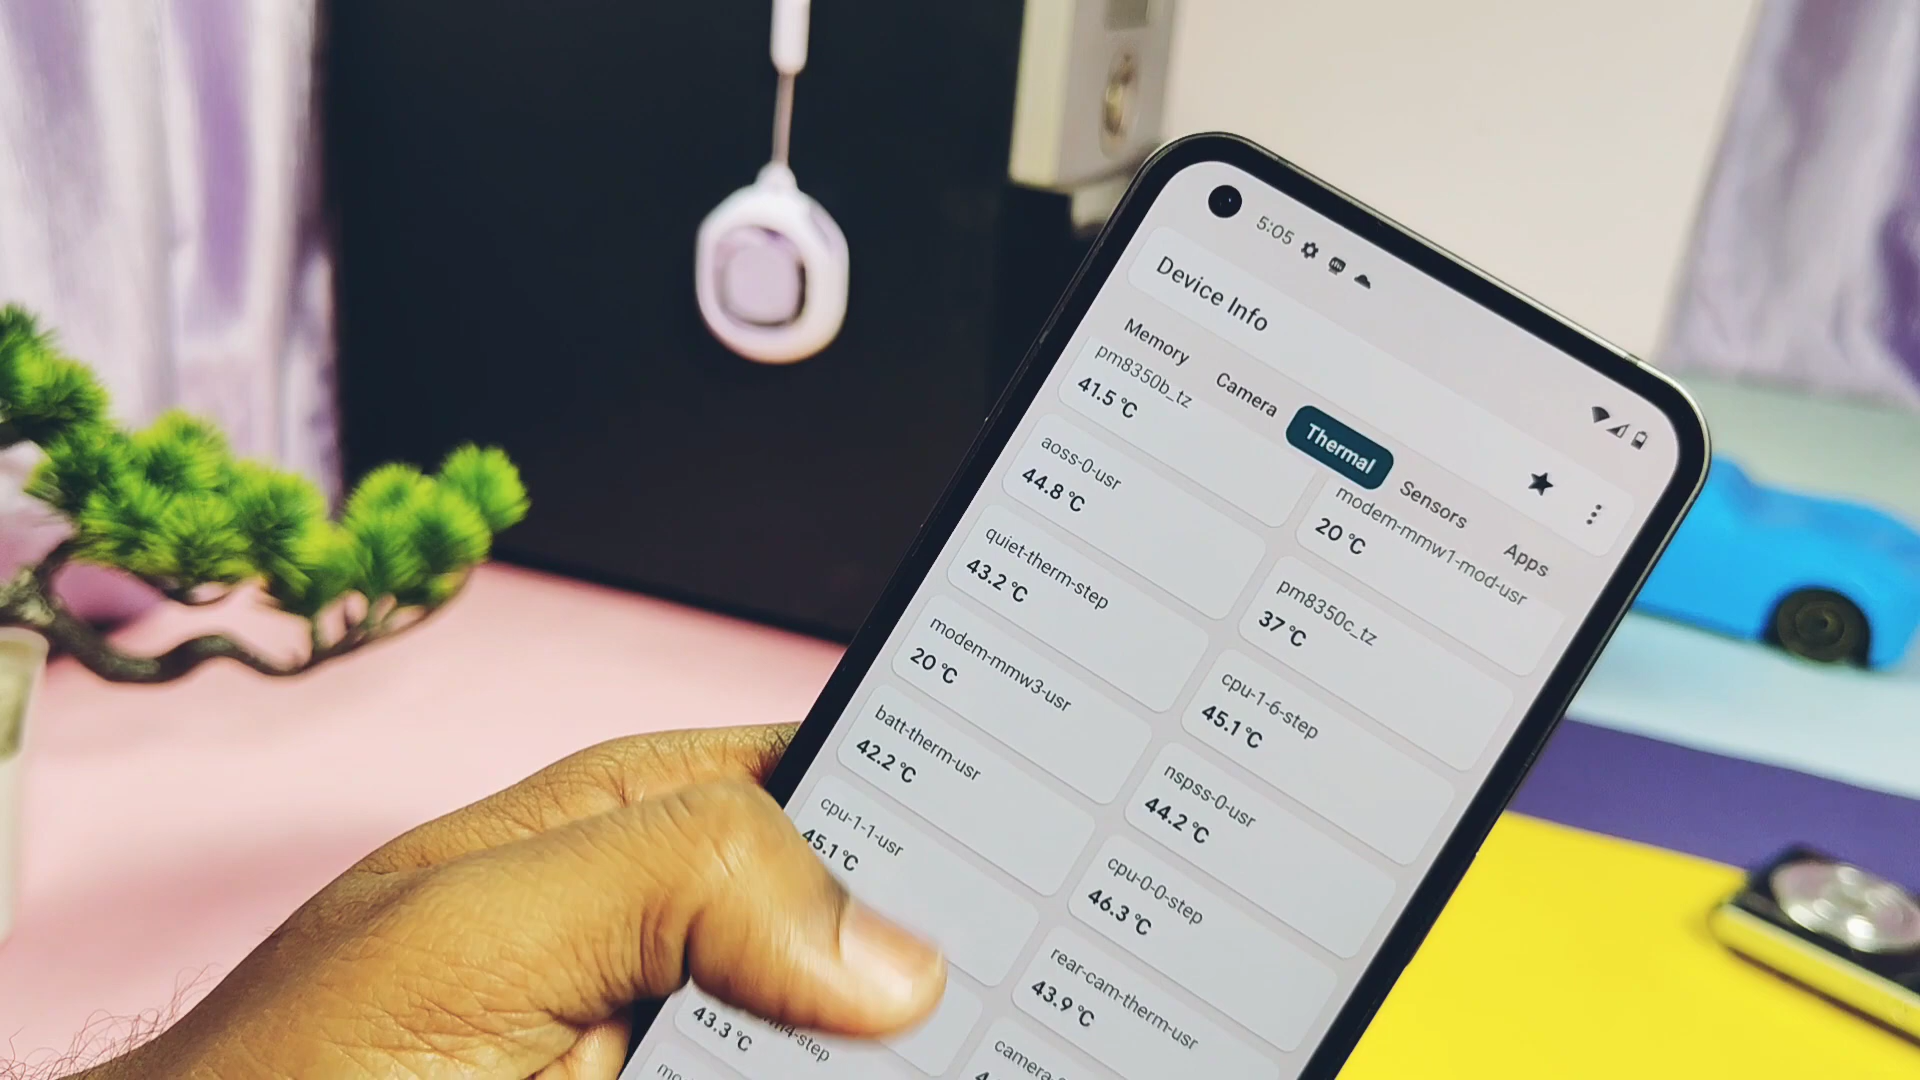 5:05
Device Info
Memory
Camera
Thermal
Sensors
Apps
pm8350b_tz
41.5 °C
modem-mmw1-mod-usr
20 °C
aoss-0-usr
44.8 °C
pm8350c_tz
37 °C
quiet-therm-step
43.2 °C
cpu-1-6-step
45.1 °C
modem-mmw3-usr
20 °C
nspss-0-usr
44.2 °C
batt-therm-usr
42.2 °C
cpu-0-0-step
46.3 °C
cpu-1-1-usr
45.1 °C
rear-cam-therm-usr
43.9 °C
43.3 °C